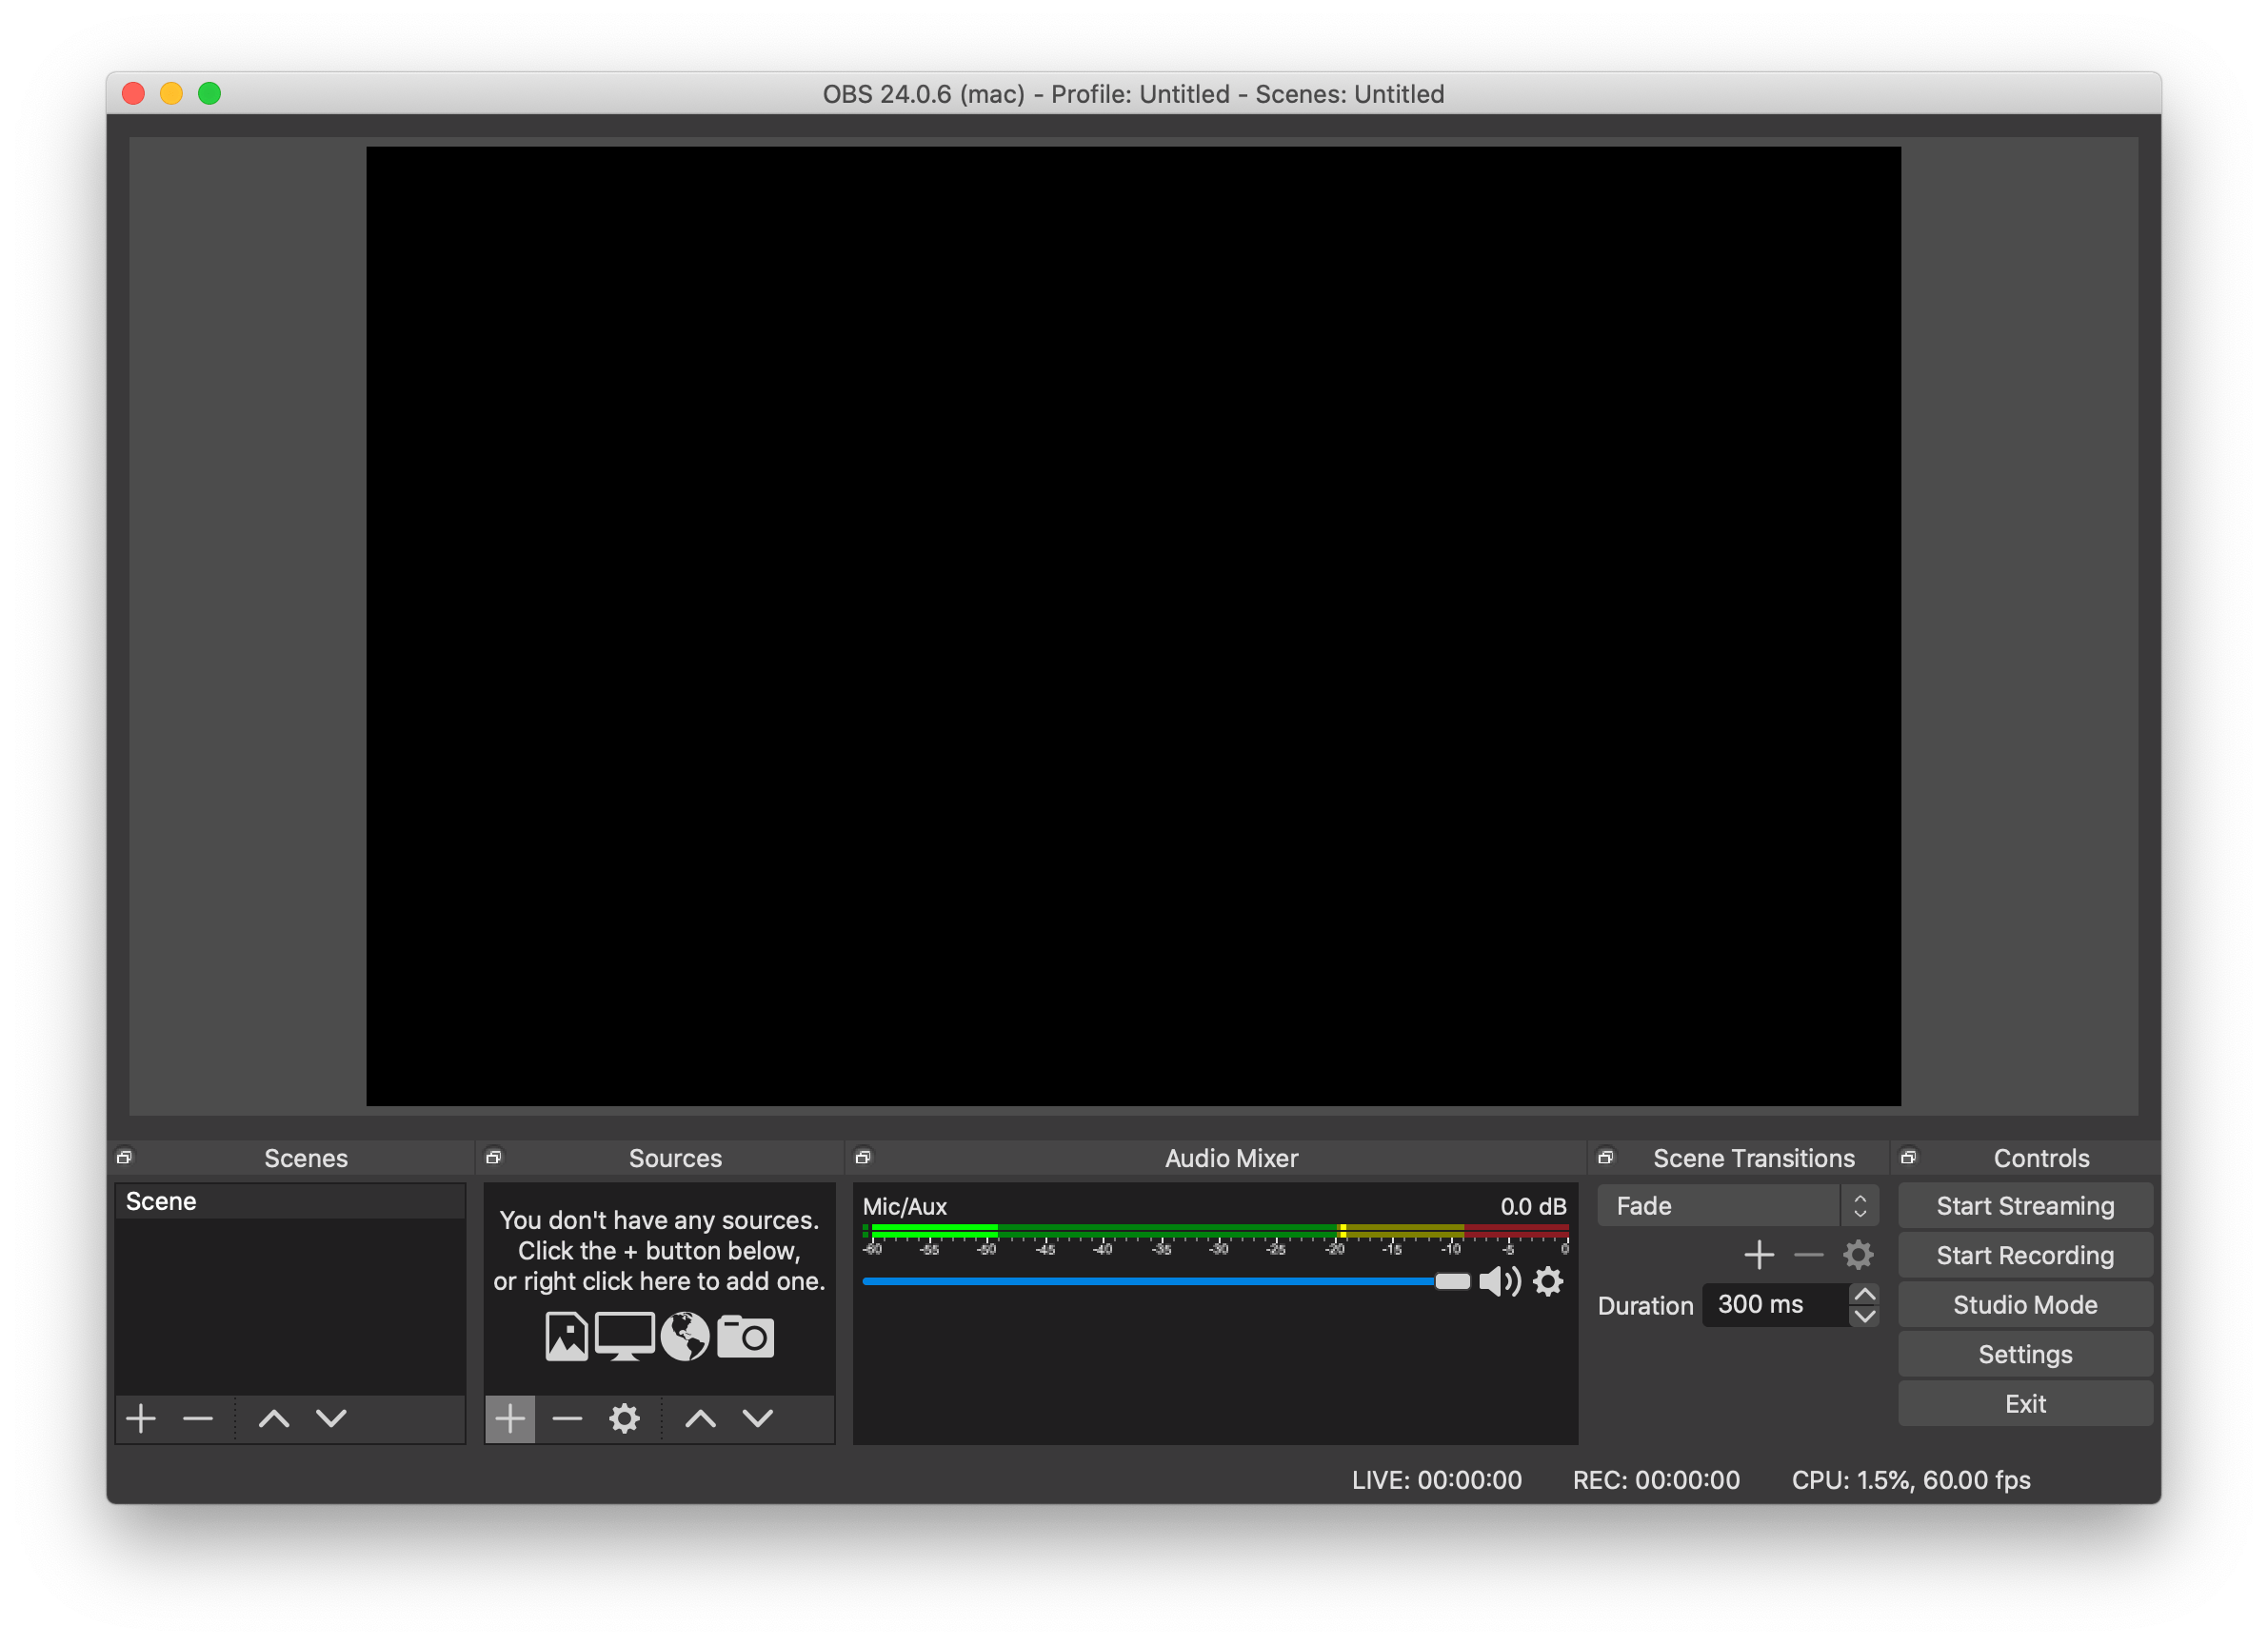 OBS 24.0.6 (mac) - Profile: Untitled - Scenes: Untitled
Scenes
Sources
Audio Mixer
Scene Transitions
Controls
Scene
You don't have any sources.
Click the + button below,
or right click here to add one.
Mic/Aux
0.0 dB
-60 -55 -50 -45 -40 -35 -30 -25 -20 -15 -10 -5 0
Fade
Duration
300 ms
Start Streaming
Start Recording
Studio Mode
Settings
Exit
LIVE: 00:00:00
REC: 00:00:00
CPU: 1.5%, 60.00 fps